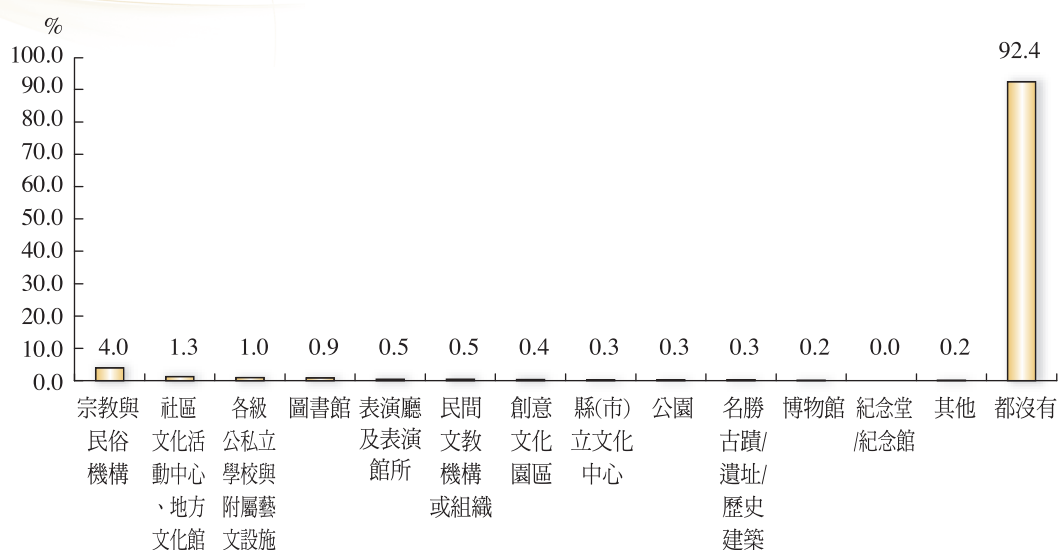 %
100.0
90.0
80.0
70.0
60.0
50.0
40.0
30.0
20.0
10.0
0.0
4.0
1.3
1.0
0.9
0.5
0.5
0.4
0.3
0.3
0.3
0.2
0.0
0.2
92.4
宗教與
民俗
機構
社區
文化活
動中心
、地方
文化館
各級
公私立
學校與
附屬藝
文設施
圖書館
表演廳
及表演
館所
民間
文教
機構
或組織
創意
文化
園區
縣(市)
立文化
中心
公園
名勝
古蹟/
遺址/
歷史
建築
博物館
紀念堂
/紀念館
其他
都沒有